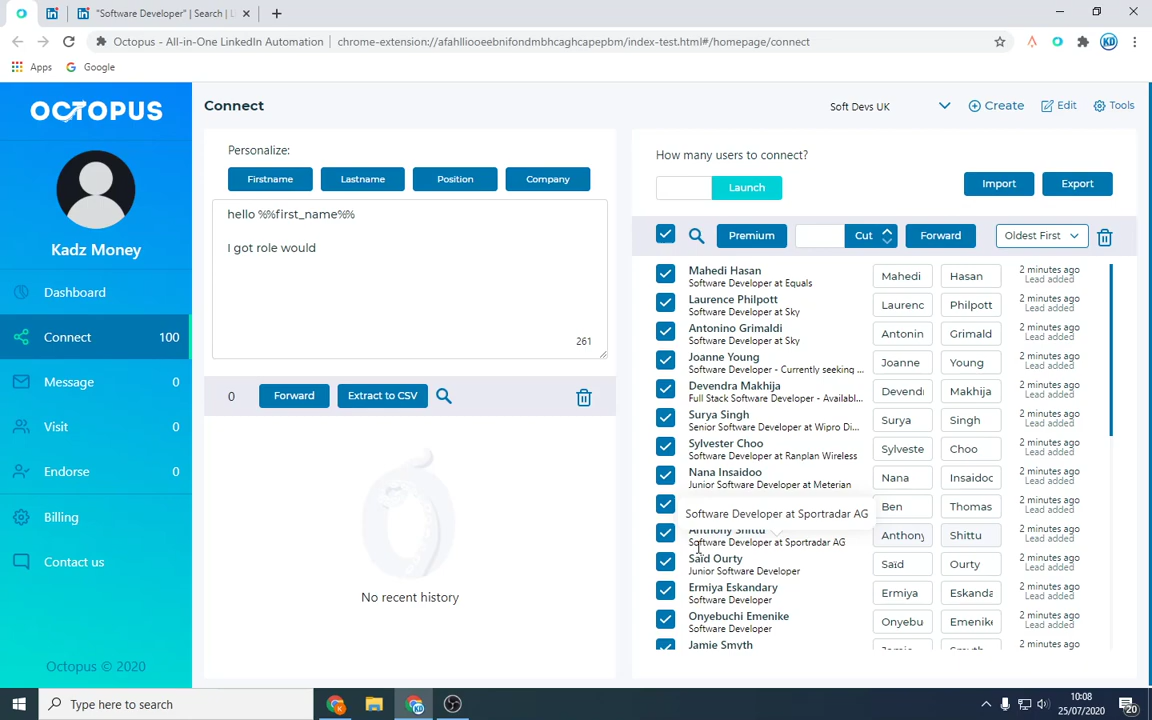 "Software Developer" | Search | L
Octopus - All-in-One LinkedIn Automation
chrome-extension://afahlliooeebnifondmbhcaghcapepbm/index-test.html#/homepage/connect
KD
Apps
Google
OCTOPUS
Kadz Money
Dashboard
Connect 100
Message 0
Visit 0
Endorse 0
Billing
Contact us
Octopus © 2020
Connect
Soft Devs UK
Create
Edit
Tools
Personalize:
Firstname
Lastname
Position
Company
hello %%first_name%%
I got role would
261
0
Forward
Extract to CSV
No recent history
How many users to connect?
Launch
Import
Export
Premium
Cut
Forward
Oldest First
Mahedi Hasan
Software Developer at Equals
Mahedi Hasan
2 minutes ago
Lead added
Laurence Philpott
Software Developer at Sky
Laurenc Philpott
2 minutes ago
Lead added
Antonino Grimaldi
Software Developer at Sky
Antonin Grimald
2 minutes ago
Lead added
Joanne Young
Software Developer - Currently seeking ...
Joanne Young
2 minutes ago
Lead added
Devendra Makhija
Full Stack Software Developer - Availabl...
Devend Makhija
2 minutes ago
Lead added
Surya Singh
Senior Software Developer at Wipro Di...
Surya Singh
2 minutes ago
Lead added
Sylvester Choo
Software Developer at Ranplan Wireless
Sylveste Choo
2 minutes ago
Lead added
Nana Insaidoo
Junior Software Developer at Meterian
Nana Insaidoo
2 minutes ago
Lead added
Software Developer at Sportradar AG
Ben Thomas
2 minutes ago
Lead added
Anthony Shittu
Software Developer at Sportradar AG
Anthony Shittu
2 minutes ago
Lead added
Saïd Ourty
Junior Software Developer
Saïd Ourty
2 minutes ago
Lead added
Ermiya Eskandary
Software Developer
Ermiya Eskanda
2 minutes ago
Lead added
Onyebuchi Emenike
Software Developer
Onyebu Emenike
2 minutes ago
Lead added
Jamie Smyth
Jamie Smyth
2 minutes ago
Type here to search
10:08
25/07/2020
20